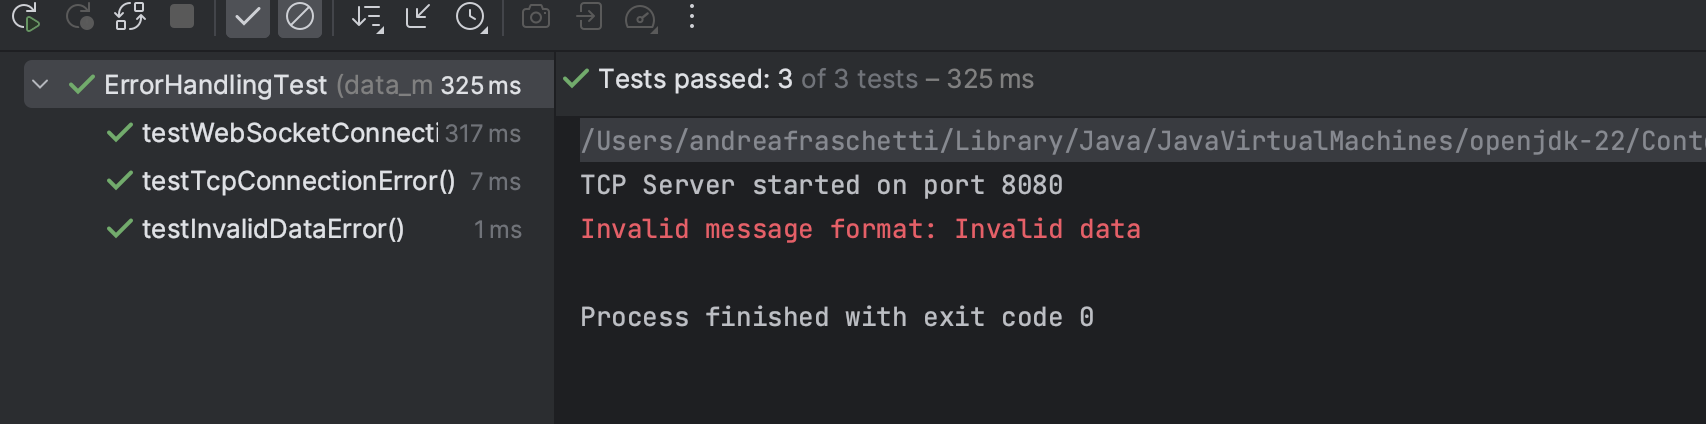 ErrorHandlingTest (data_m 325 ms
testWebSocketConnecti 317 ms
testTcpConnectionError() 7 ms
testInvalidDataError() 1 ms
Tests passed: 3 of 3 tests – 325 ms
/Users/andreafraschetti/Library/Java/JavaVirtualMachines/openjdk-22/Conte
TCP Server started on port 8080
Invalid message format: Invalid data
Process finished with exit code 0